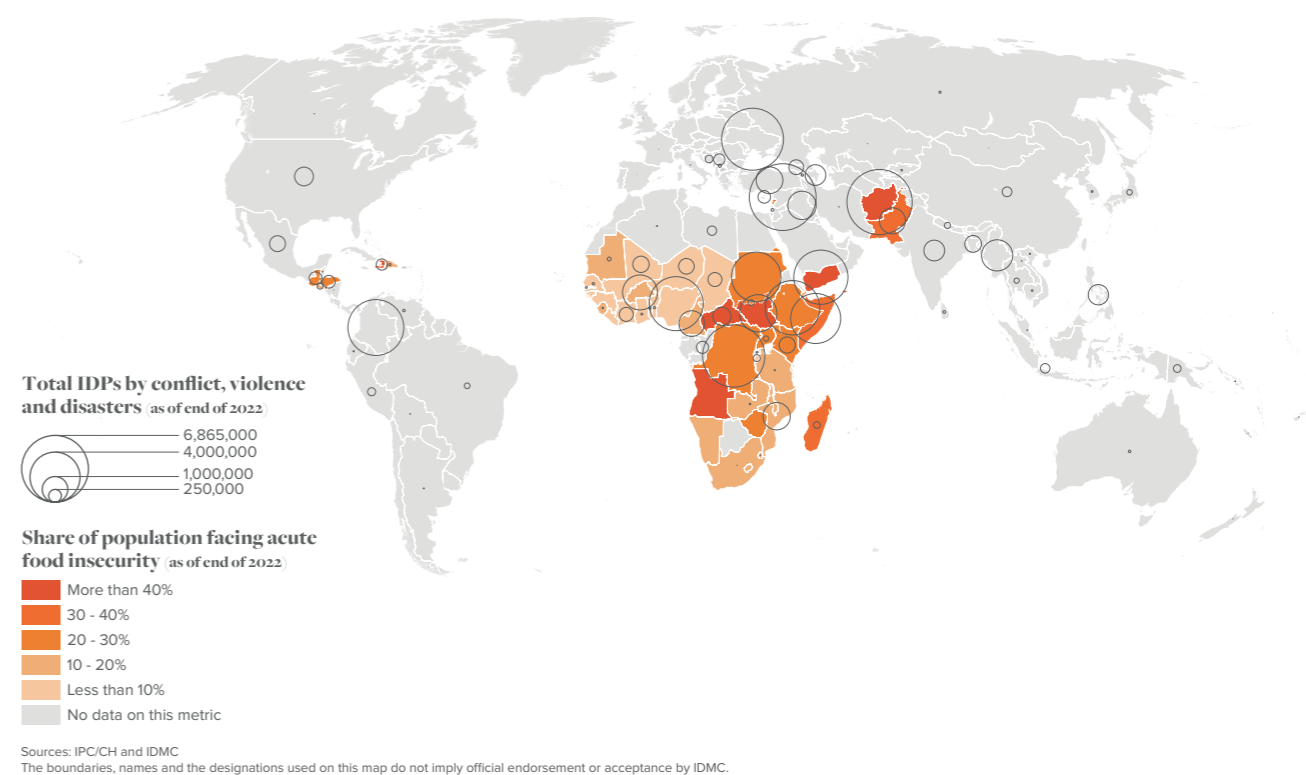 Total IDPs by conflict, violence
and disasters (as of end of 2022)
6,865,000
4,000,000
1,000,000
250,000
Share of population facing acute
food insecurity (as of end of 2022)
More than 40%
30 - 40%
20 - 30%
10 - 20%
Less than 10%
No data on this metric
Sources: IPC/CH and IDMC
The boundaries, names and the designations used on this map do not imply official endorsement or acceptance by IDMC.